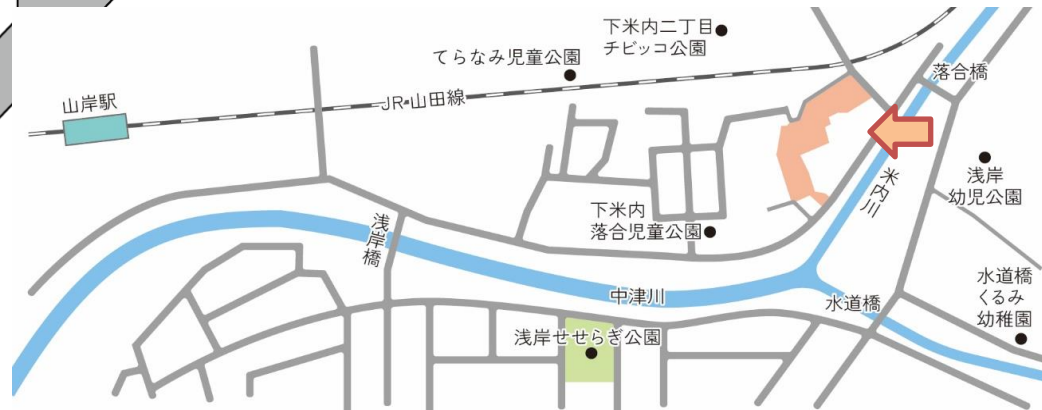 下米内二丁目
チビッコ公園
てらなみ児童公園
落合橋
山岸駅
JR山田線
浅岸
幼児公園
米内川
下米内
落合児童公園
浅岸橋
水道橋
くるみ
幼稚園
中津川
水道橋
浅岸せせらぎ公園